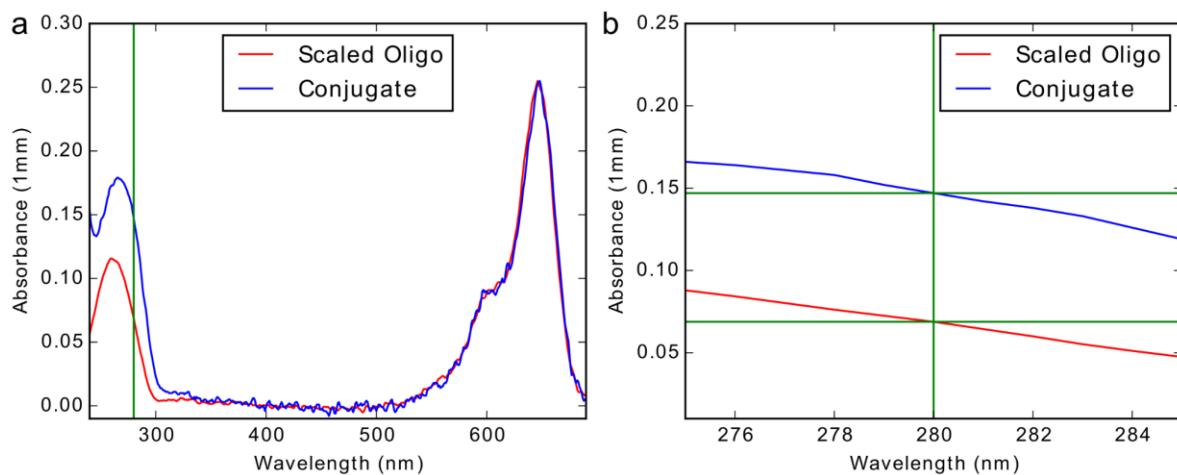 a
0.30
0.25
0.20
0.15
0.10
0.05
0.00
Absorbance (1mm)
Scaled Oligo
Conjugate
300 400 500 600
Wavelength (nm)
b
0.25
0.20
0.15
0.10
0.05
Absorbance (1mm)
Scaled Oligo
Conjugate
276 278 280 282 284
Wavelength (nm)